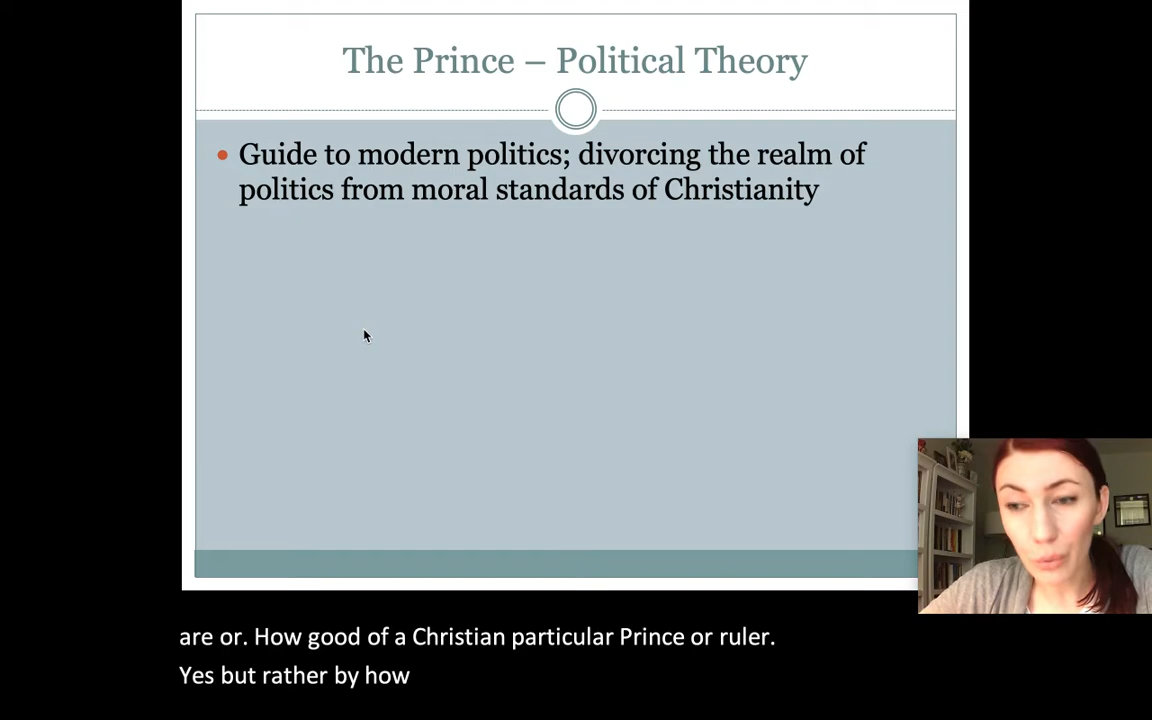 The Prince – Political Theory
• Guide to modern politics; divorcing the realm of
politics from moral standards of Christianity
are or. How good of a Christian particular Prince or ruler.
Yes but rather by how